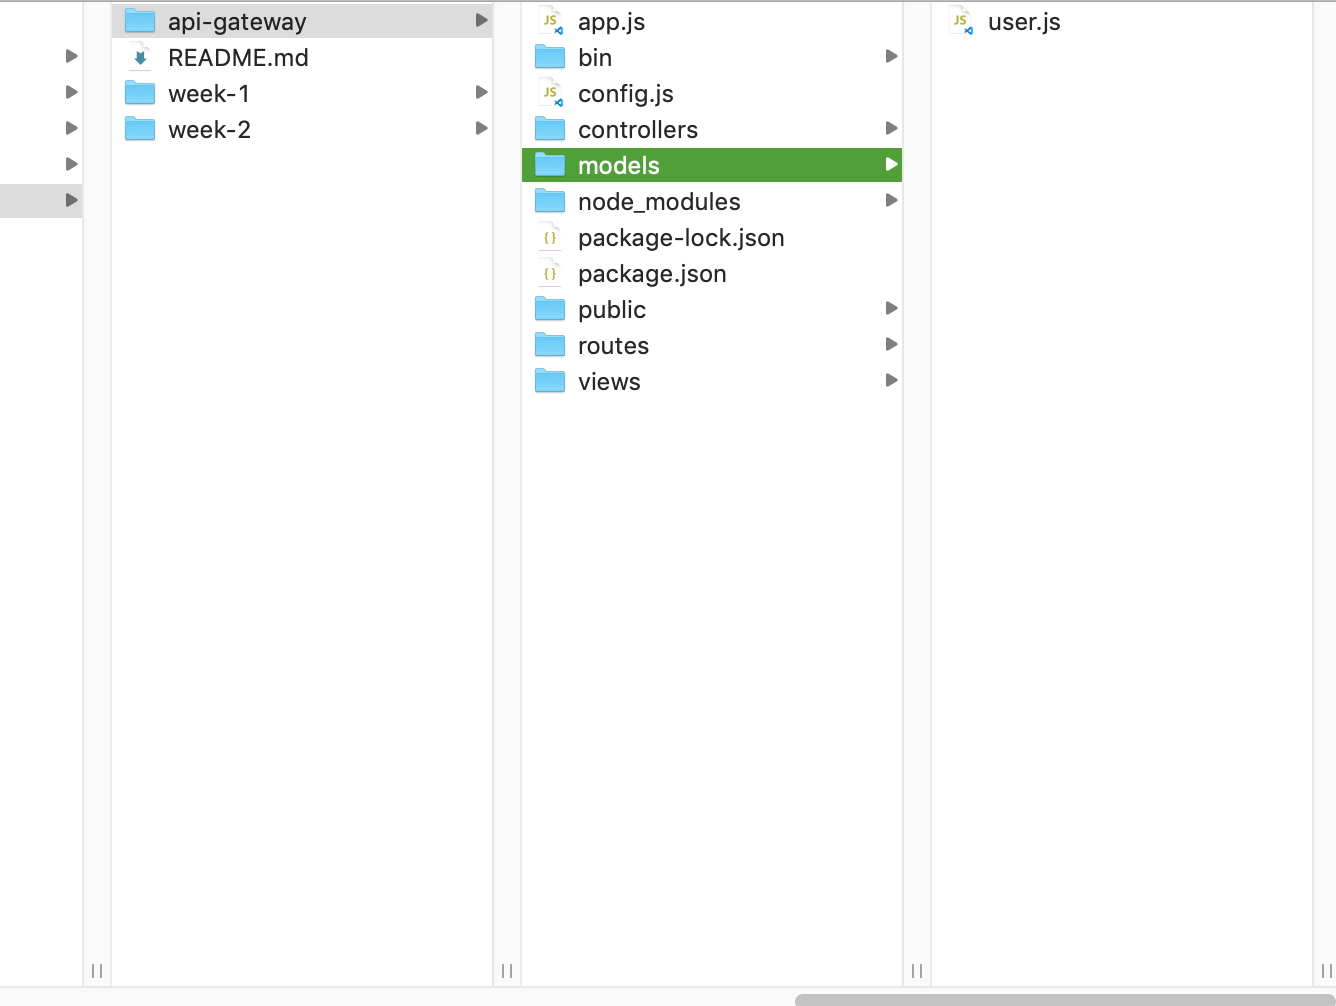 api-gateway
README.md
week-1
week-2
JS app.js
bin
JS config.js
controllers
models
node_modules
{} package-lock.json
{} package.json
public
routes
views
JS user.js